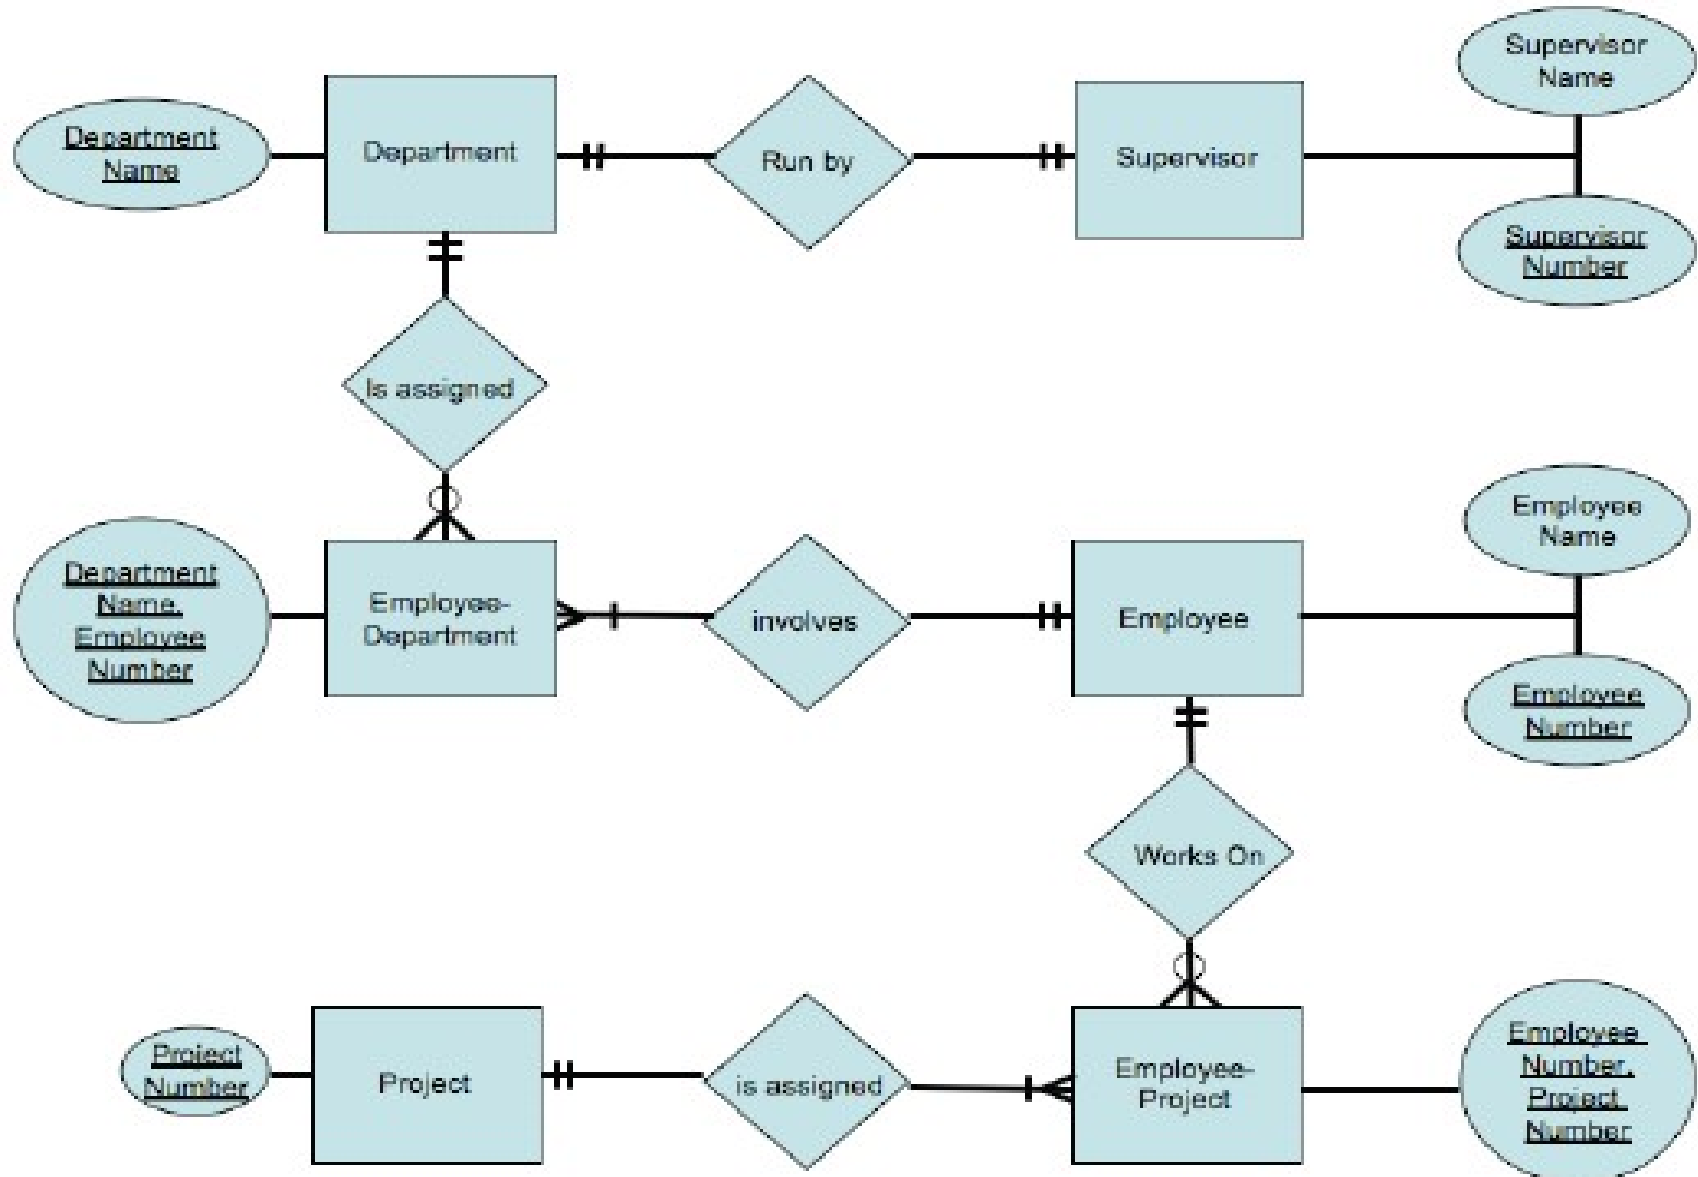 Supervisor
Name
Department
Name
Department
Run by
Supervisor
Supervisor
Number
Is assigned
Employee
Name
Department
Name,
Employee
Number
Employee-
Department
involves
Employee
Employee
Number
Works On
Project
Number
Project
is assigned
Employee-
Project
Employee
Number,
Project
Number